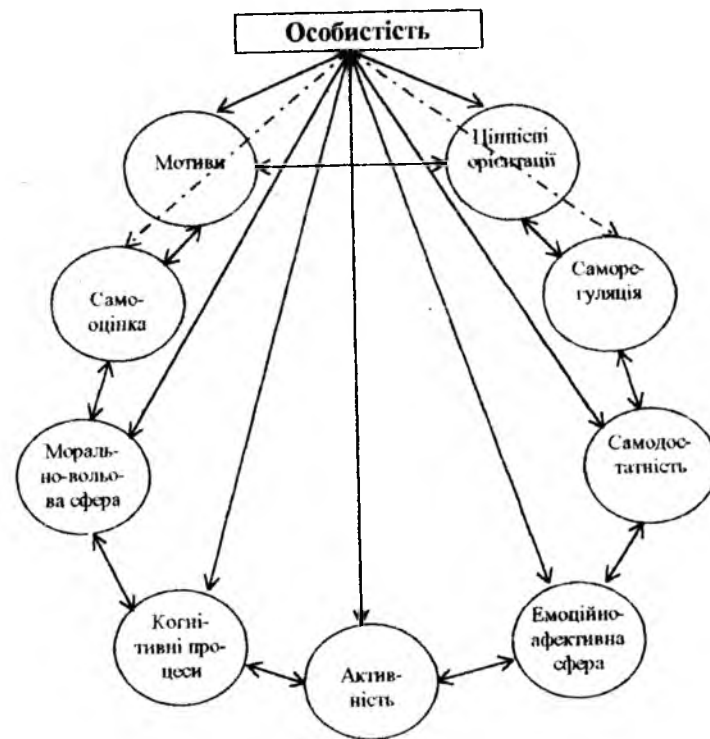 Особистість
Мотиви
Ціннісні
орієнтації
Само-
оцінка
Саморе-
гуляція
Мораль-
но-вольо-
ва сфера
Самодос-
татність
Когні-
тивні про-
цеси
Актив-
ність
Емоційно-
афективна
сфера